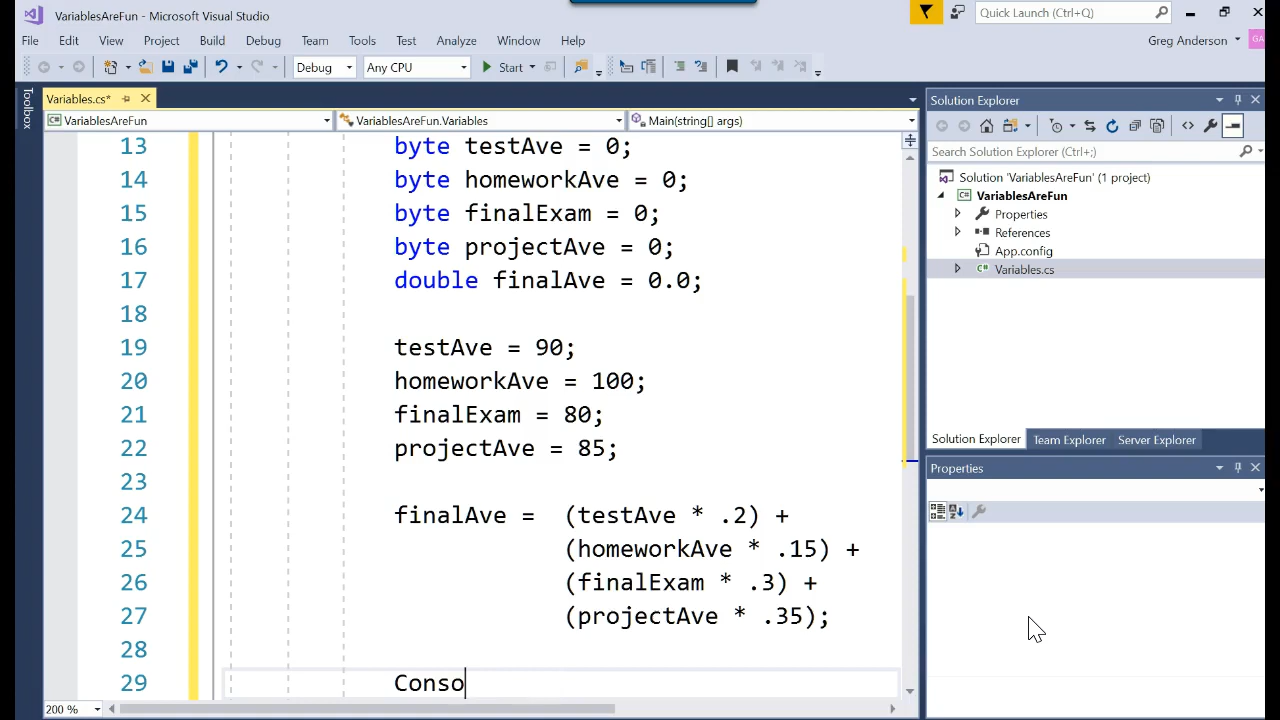 VariablesAreFun - Microsoft Visual Studio
Quick Launch (Ctrl+Q)
File Edit View Project Build Debug Team Tools Test Analyze Window Help
Greg Anderson
GA
Debug Any CPU Start
Toolbox
Variables.cs*
VariablesAreFun VariablesAreFun.Variables Main(string[] args)
13 byte testAve = 0;
14 byte homeworkAve = 0;
15 byte finalExam = 0;
16 byte projectAve = 0;
17 double finalAve = 0.0;
18
19 testAve = 90;
20 homeworkAve = 100;
21 finalExam = 80;
22 projectAve = 85;
23
24 finalAve = (testAve * .2) +
25 (homeworkAve * .15) +
26 (finalExam * .3) +
27 (projectAve * .35);
28
29 Conso
200 %
Solution Explorer
Search Solution Explorer (Ctrl+;)
Solution 'VariablesAreFun' (1 project)
VariablesAreFun
Properties
References
App.config
Variables.cs
Solution Explorer Team Explorer Server Explorer
Properties